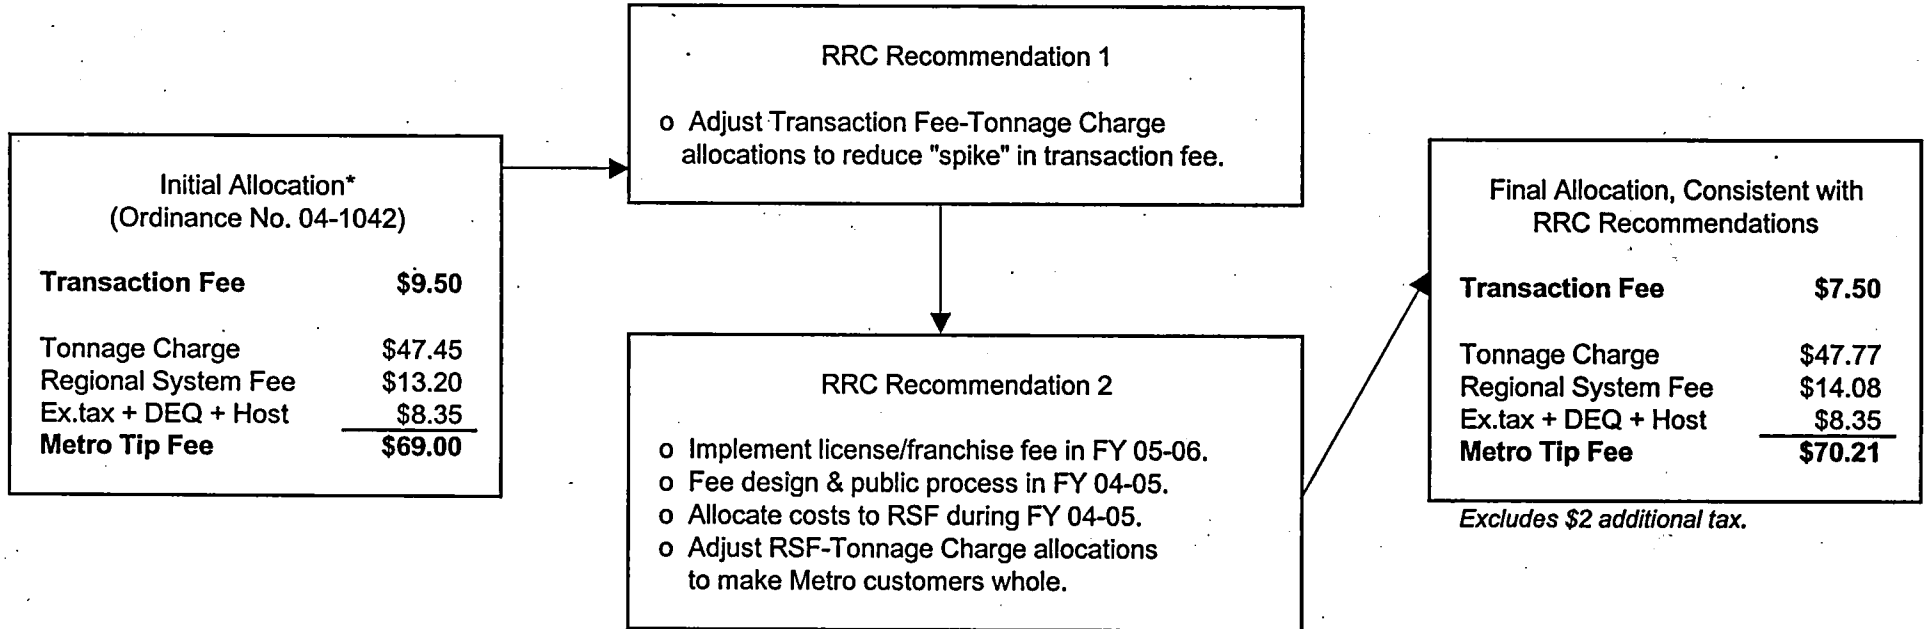 Initial Allocation*
(Ordinance No. 04-1042)
Transaction Fee $9.50
Tonnage Charge $47.45
Regional System Fee $13.20
Ex.tax + DEQ + Host $8.35
Metro Tip Fee $69.00
RRC Recommendation 1
o Adjust Transaction Fee-Tonnage Charge
allocations to reduce "spike" in transaction fee.
RRC Recommendation 2
o Implement license/franchise fee in FY 05-06.
o Fee design & public process in FY 04-05.
o Allocate costs to RSF during FY 04-05.
o Adjust RSF-Tonnage Charge allocations
to make Metro customers whole.
Final Allocation, Consistent with
RRC Recommendations
Transaction Fee $7.50
Tonnage Charge $47.77
Regional System Fee $14.08
Ex.tax + DEQ + Host $8.35
Metro Tip Fee $70.21
Excludes $2 additional tax.